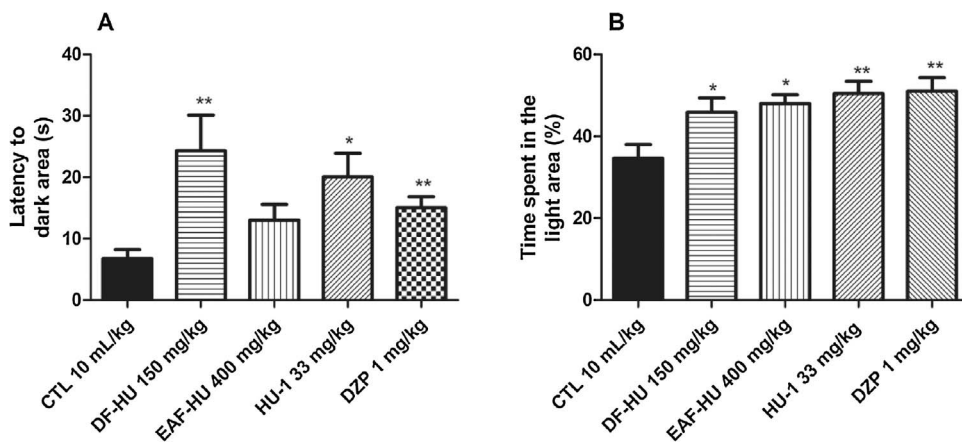 A
Latency to
dark area (s)
40
30
20
10
0
**
*
**
CTL 10 mL/kg
DF-HU 150 mg/kg
EAF-HU 400 mg/kg
HU-1 33 mg/kg
DZP 1 mg/kg
B
Time spent in the
light area (%)
60
40
20
0
*
*
**
**
CTL 10 mL/kg
DF-HU 150 mg/kg
EAF-HU 400 mg/kg
HU-1 33 mg/kg
DZP 1 mg/kg